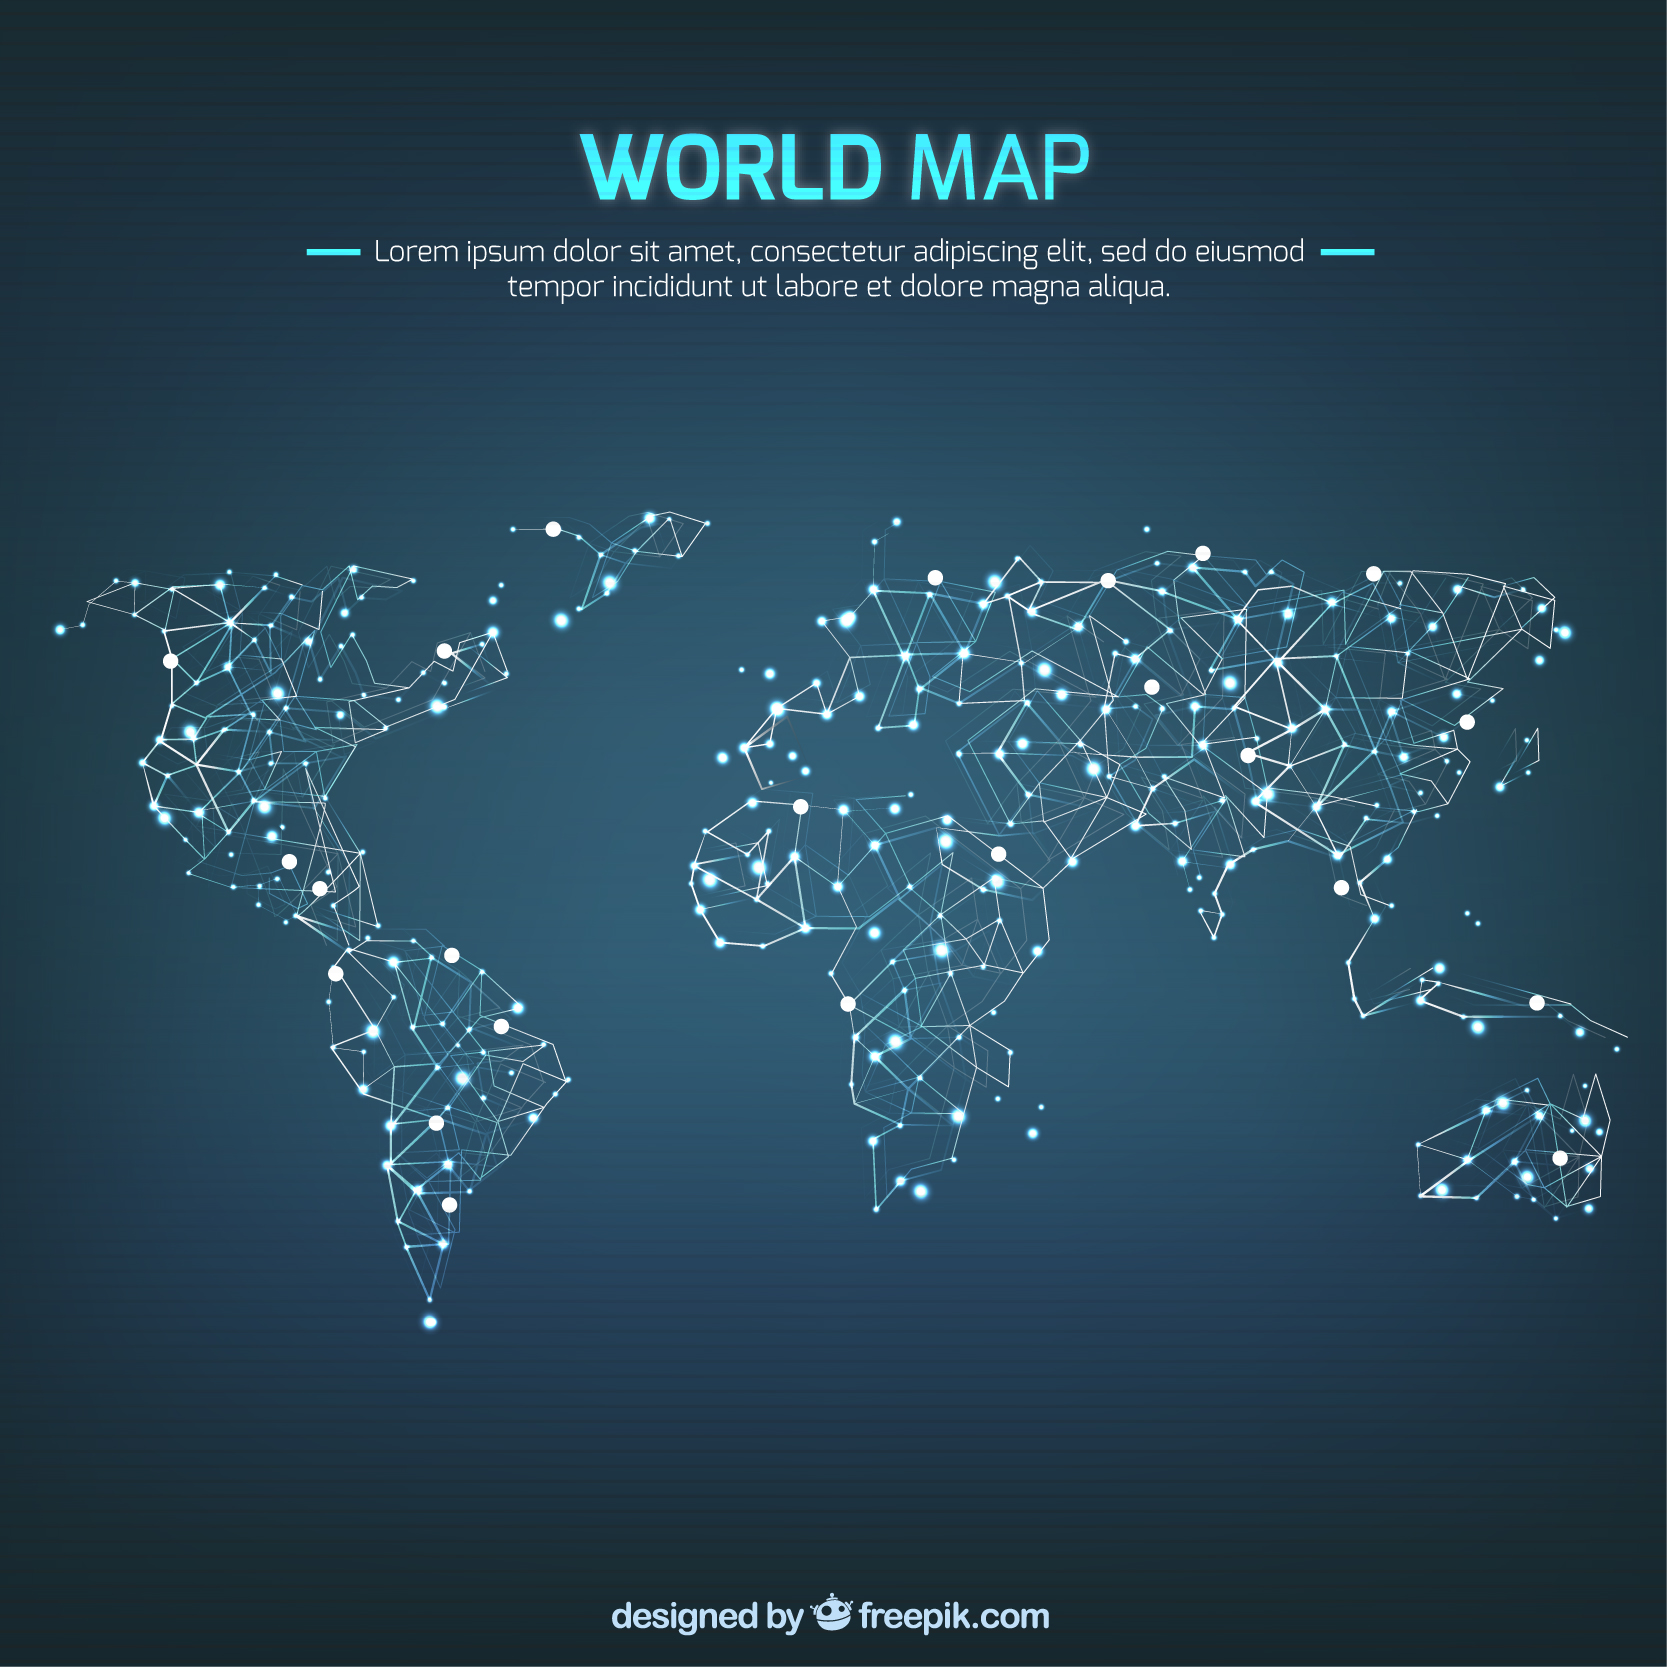 WORLD MAP
Lorem ipsum dolor sit amet, consectetur adipiscing elit, sed do eiusmod
tempor incididunt ut labore et dolore magna aliqua.
designed by freepik.com